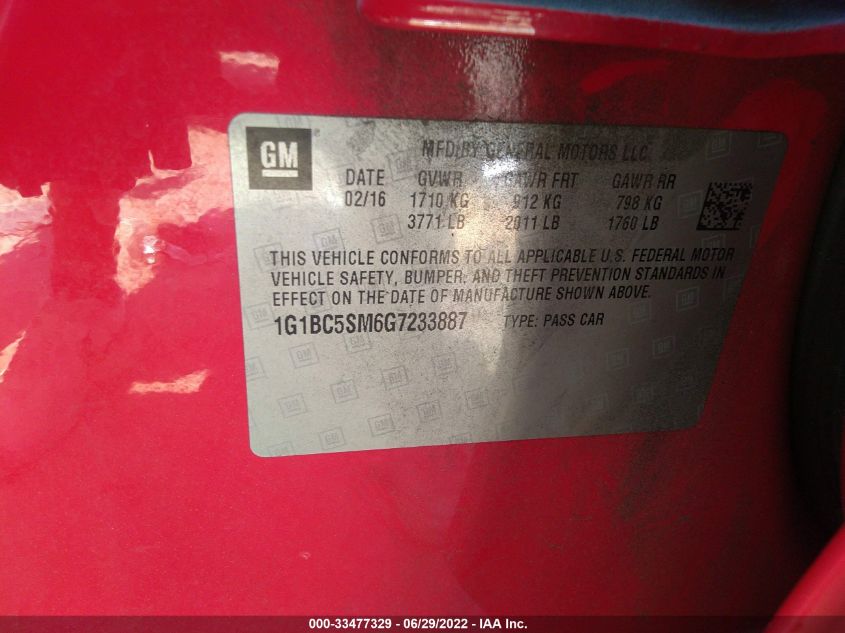 GM
MFD BY GENERAL MOTORS LLC
DATE GVWR GAWR FRT GAWR RR
02/16 1710 KG 912 KG 798 KG
3771 LB 2011 LB 1760 LB
THIS VEHICLE CONFORMS TO ALL APPLICABLE U.S. FEDERAL MOTOR
VEHICLE SAFETY, BUMPER, AND THEFT PREVENTION STANDARDS IN
EFFECT ON THE DATE OF MANUFACTURE SHOWN ABOVE.
1G1BC5SM6G7233887 TYPE: PASS CAR
000-33477329 - 06/29/2022 - IAA Inc.